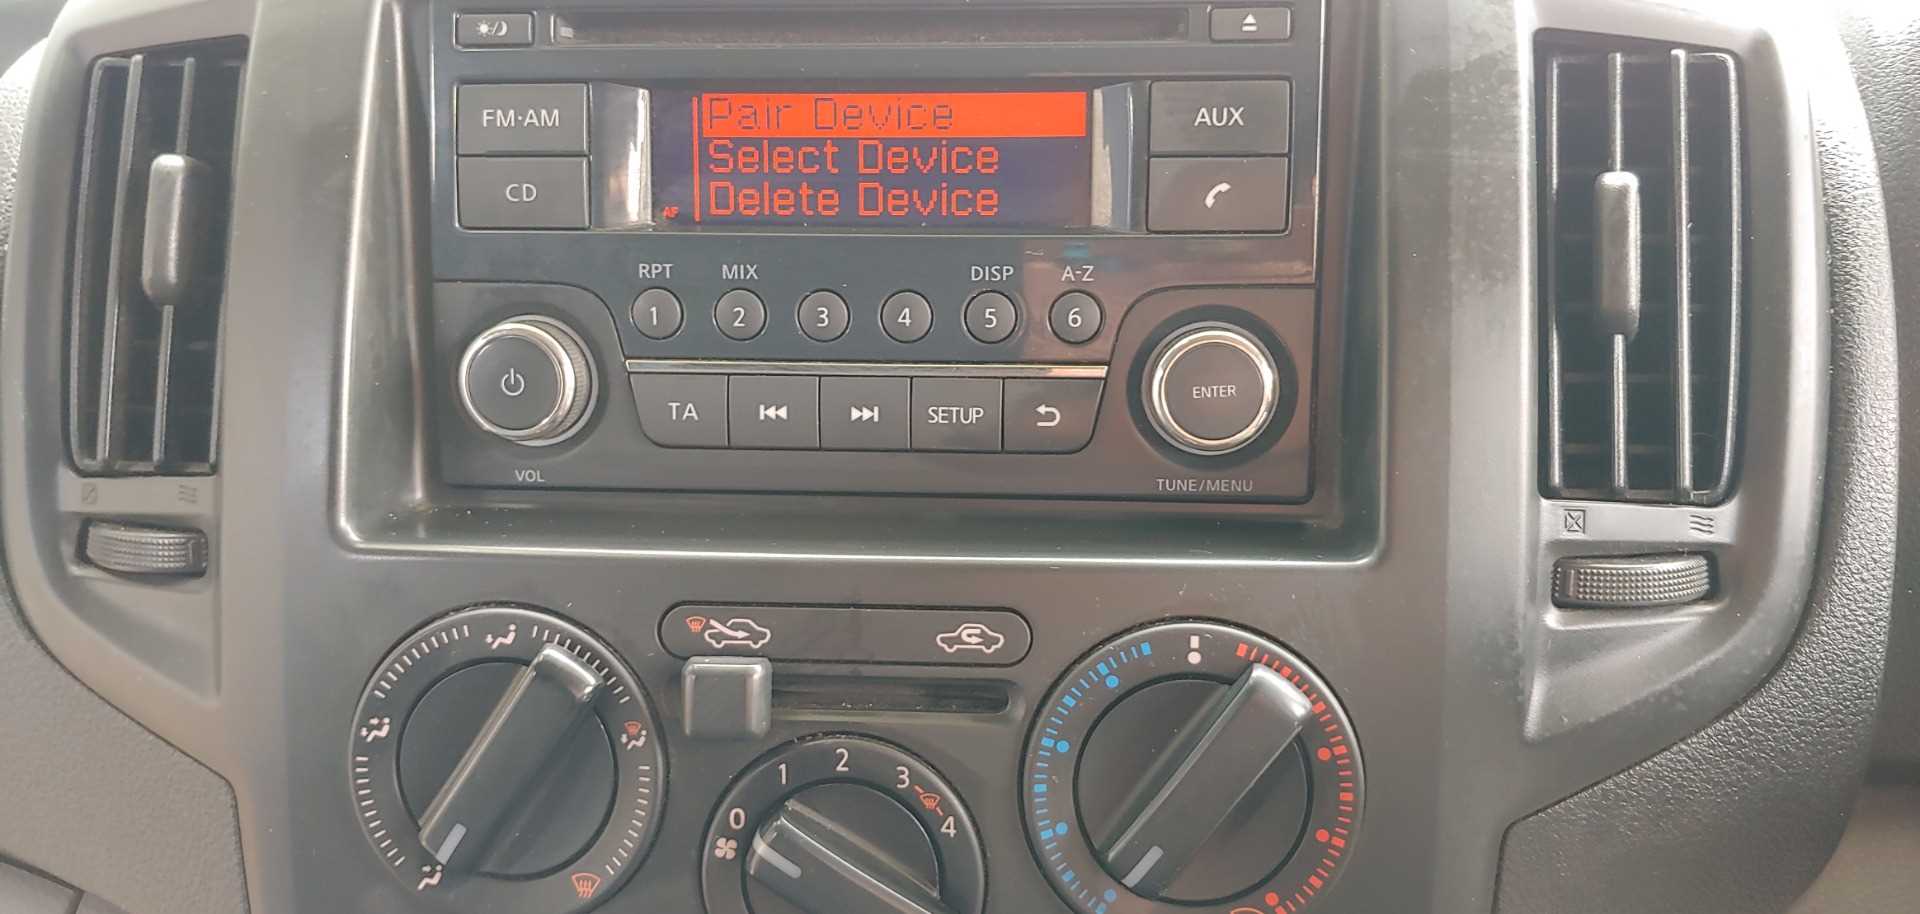 FM·AM
CD
Pair Device
Select Device
Delete Device
AF
AUX
RPT MIX DISP A-Z
1 2 3 4 5 6
TA SETUP
ENTER
VOL
TUNE/MENU
0 1 2 3 4